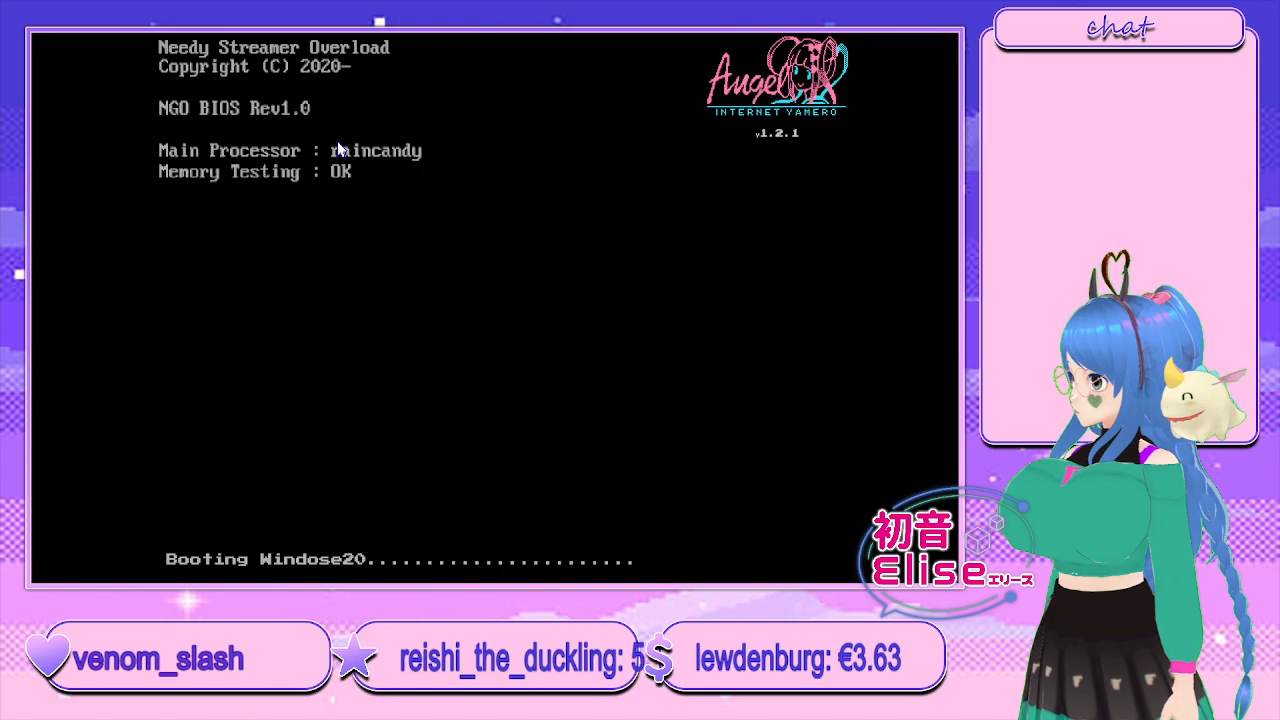 Needy Streamer Overload
Copyright (C) 2020-
NGO BIOS Rev1.0
Main Processor : raincandy
Memory Testing : OK
Angel
INTERNET YAMERO
v1.2.1
Booting Windose20.......................
chat
初音
Elise エリース
venom_slash
reishi_the_duckling: 5
$
lewdenburg: €3.63